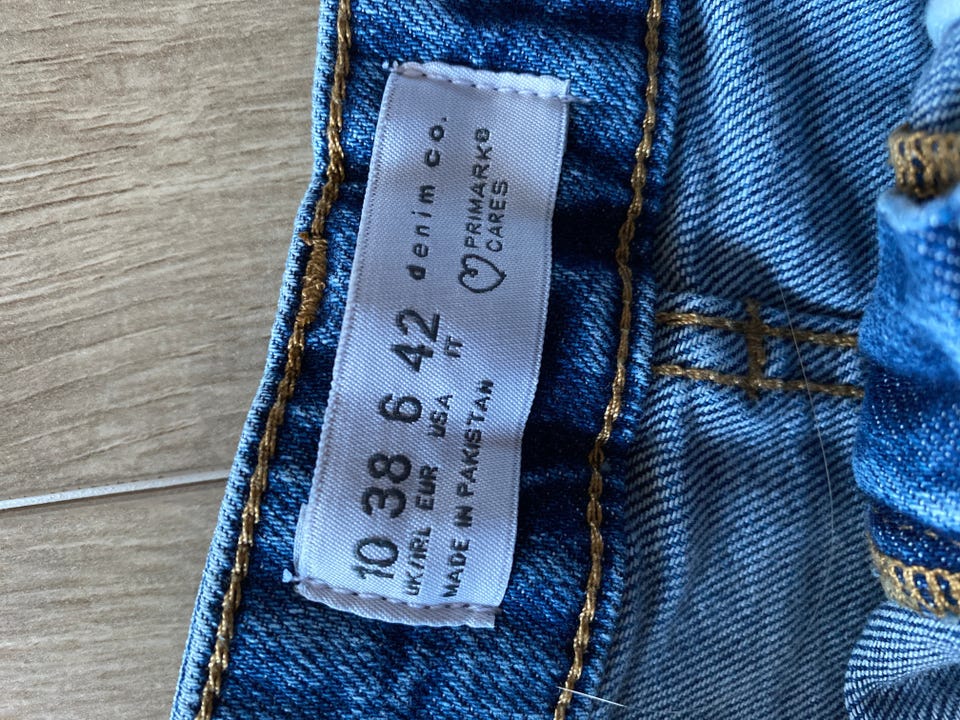 denim co.
PRIMARK®
CARES
10 38 6 42
UK/IRL EUR USA IT
MADE IN PAKISTAN